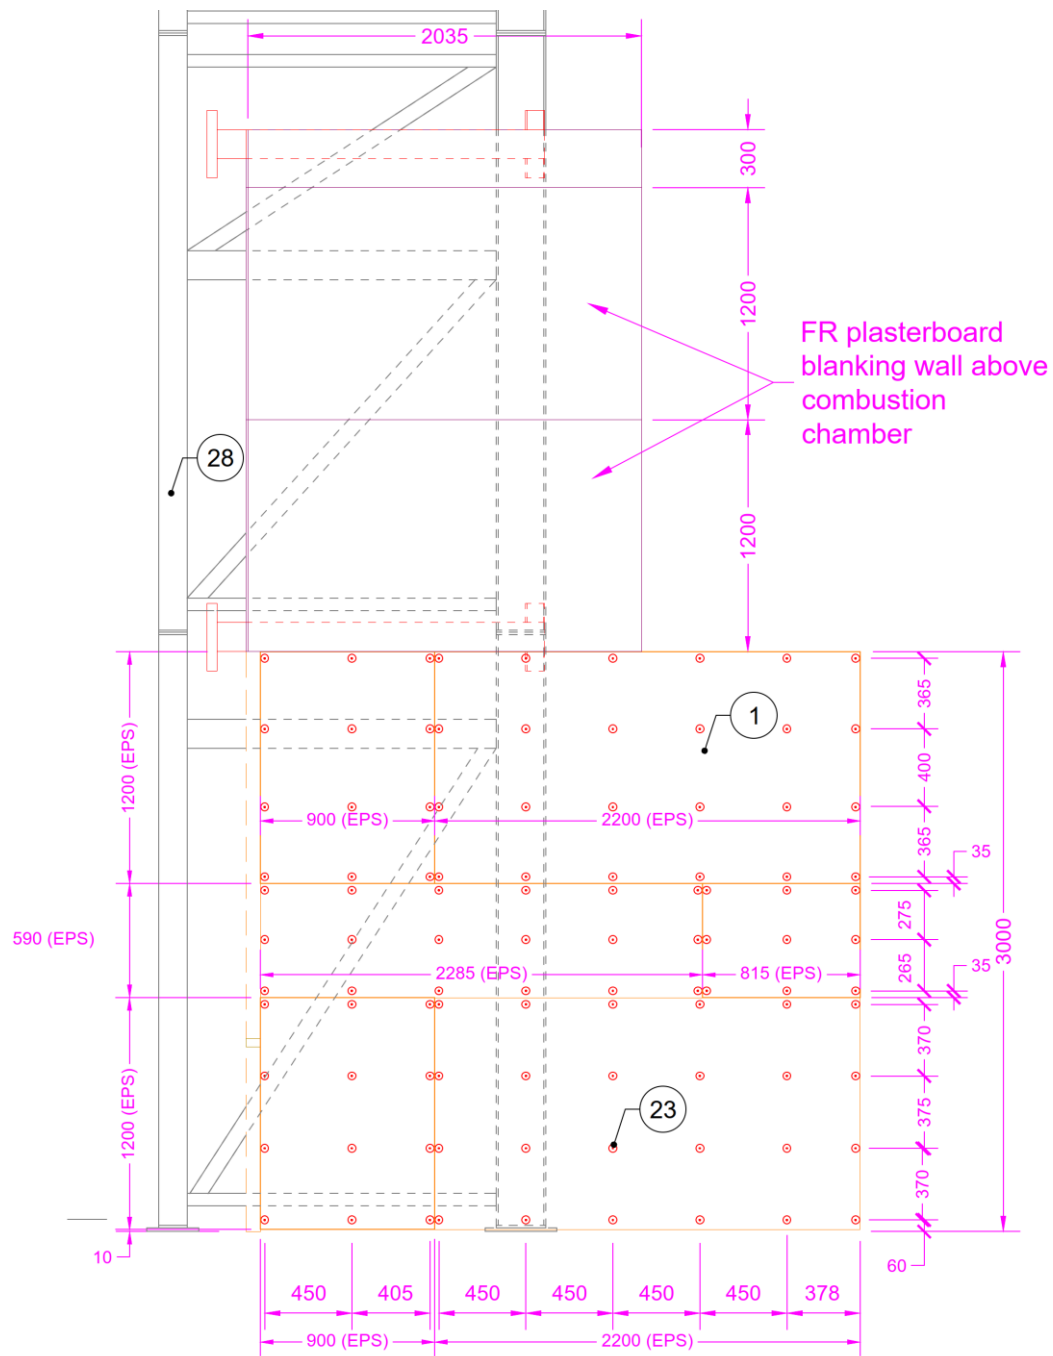 2035
300
1200
FR plasterboard
blanking wall above
combustion
chamber
28
1200
1
365
1200 (EPS)
400
900 (EPS)
2200 (EPS)
365
35
590 (EPS)
275
3000
2285 (EPS)
815 (EPS)
265
35
370
1200 (EPS)
23
375
370
10
60
450
405
450
450
450
450
378
900 (EPS)
2200 (EPS)